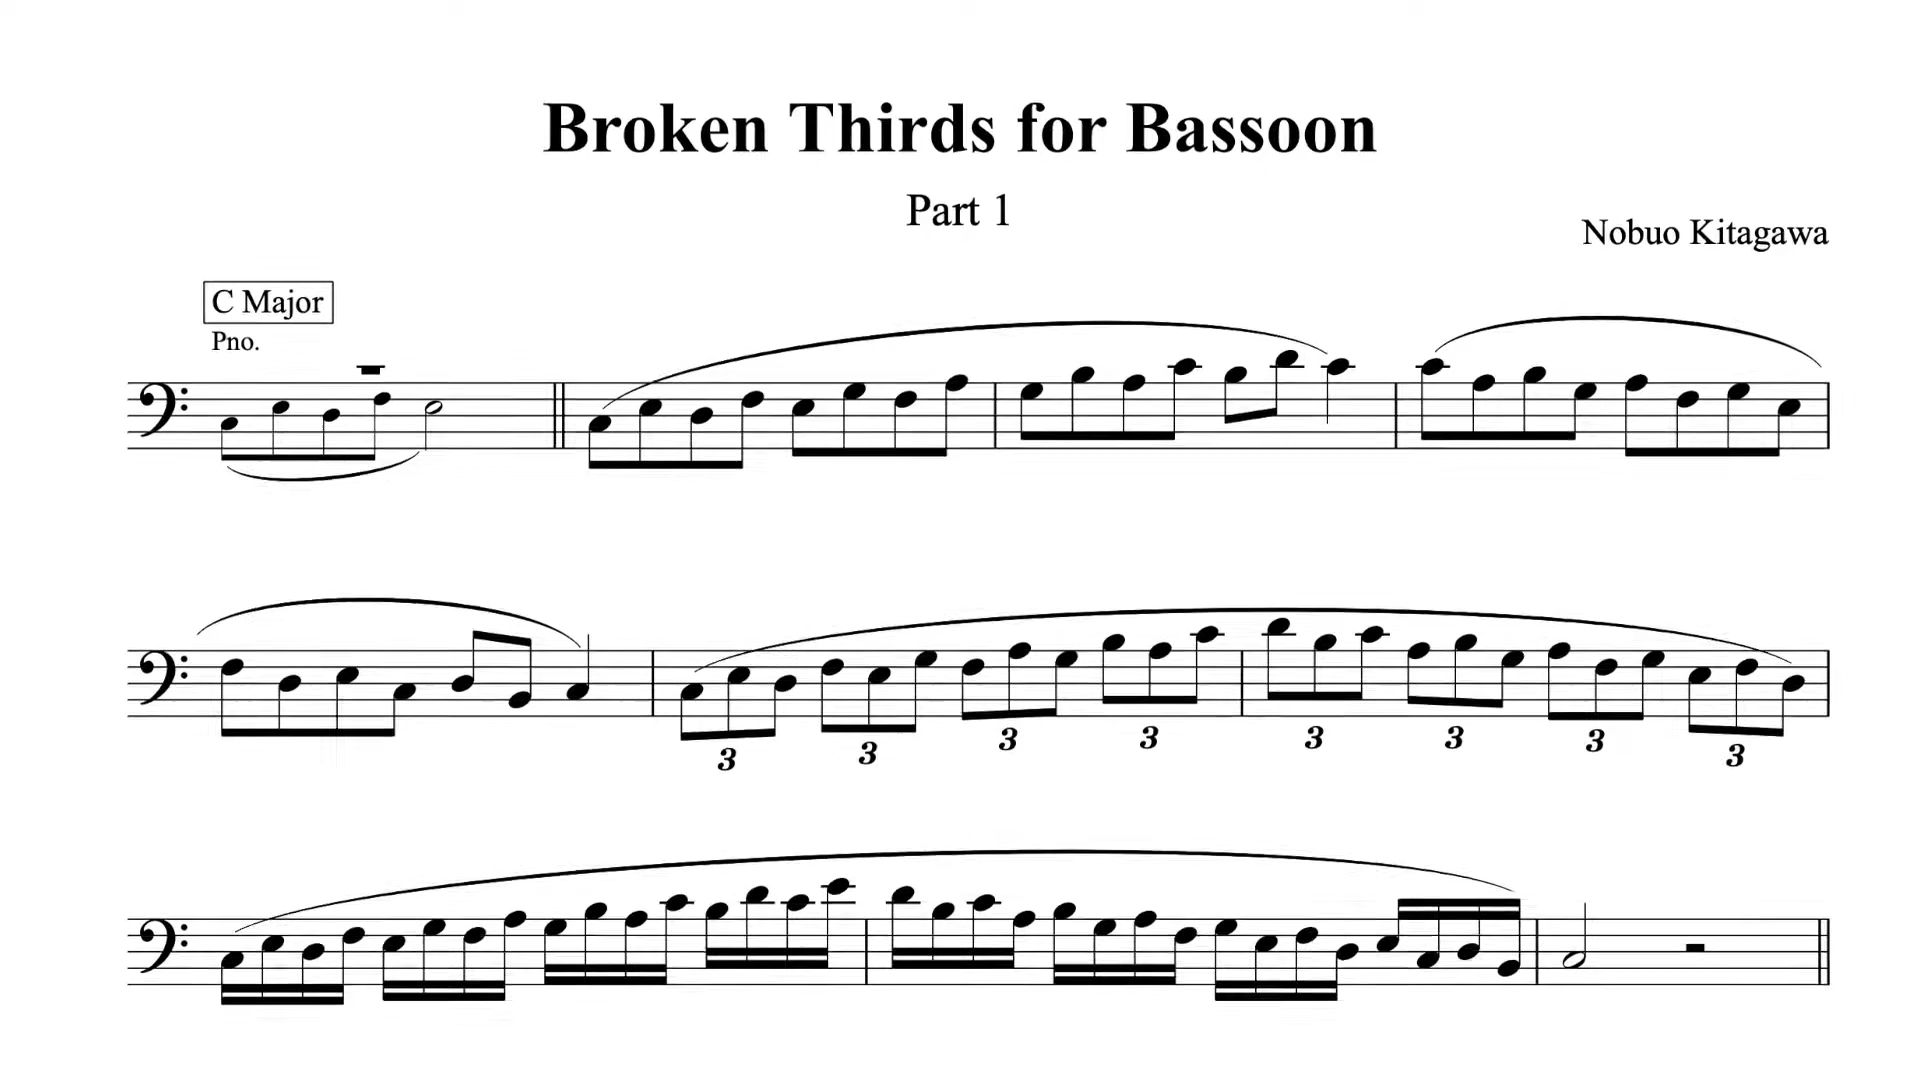 Broken Thirds for Bassoon
Part 1
Nobuo Kitagawa
C Major
Pno.
3 3 3 3 3 3 3 3